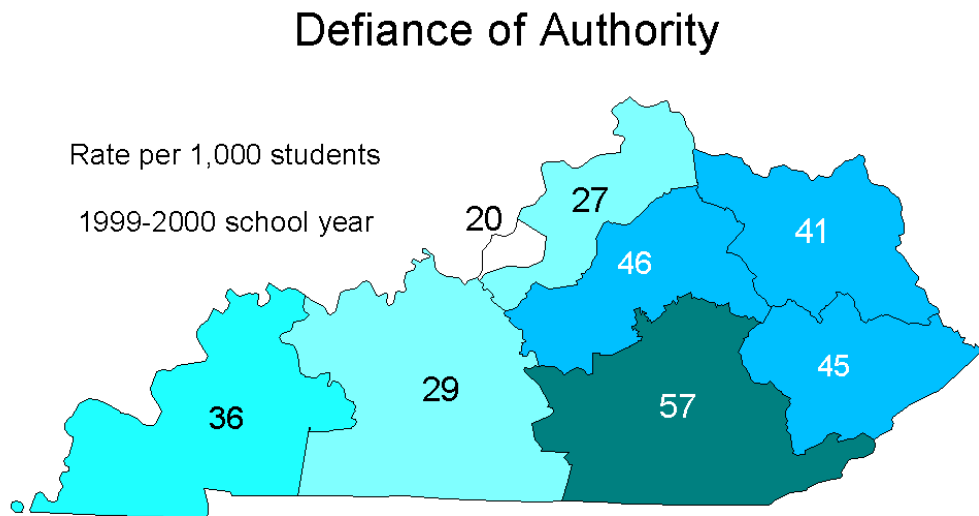 Defiance of Authority
Rate per 1,000 students
1999-2000 school year
20
27
41
46
45
29
57
36